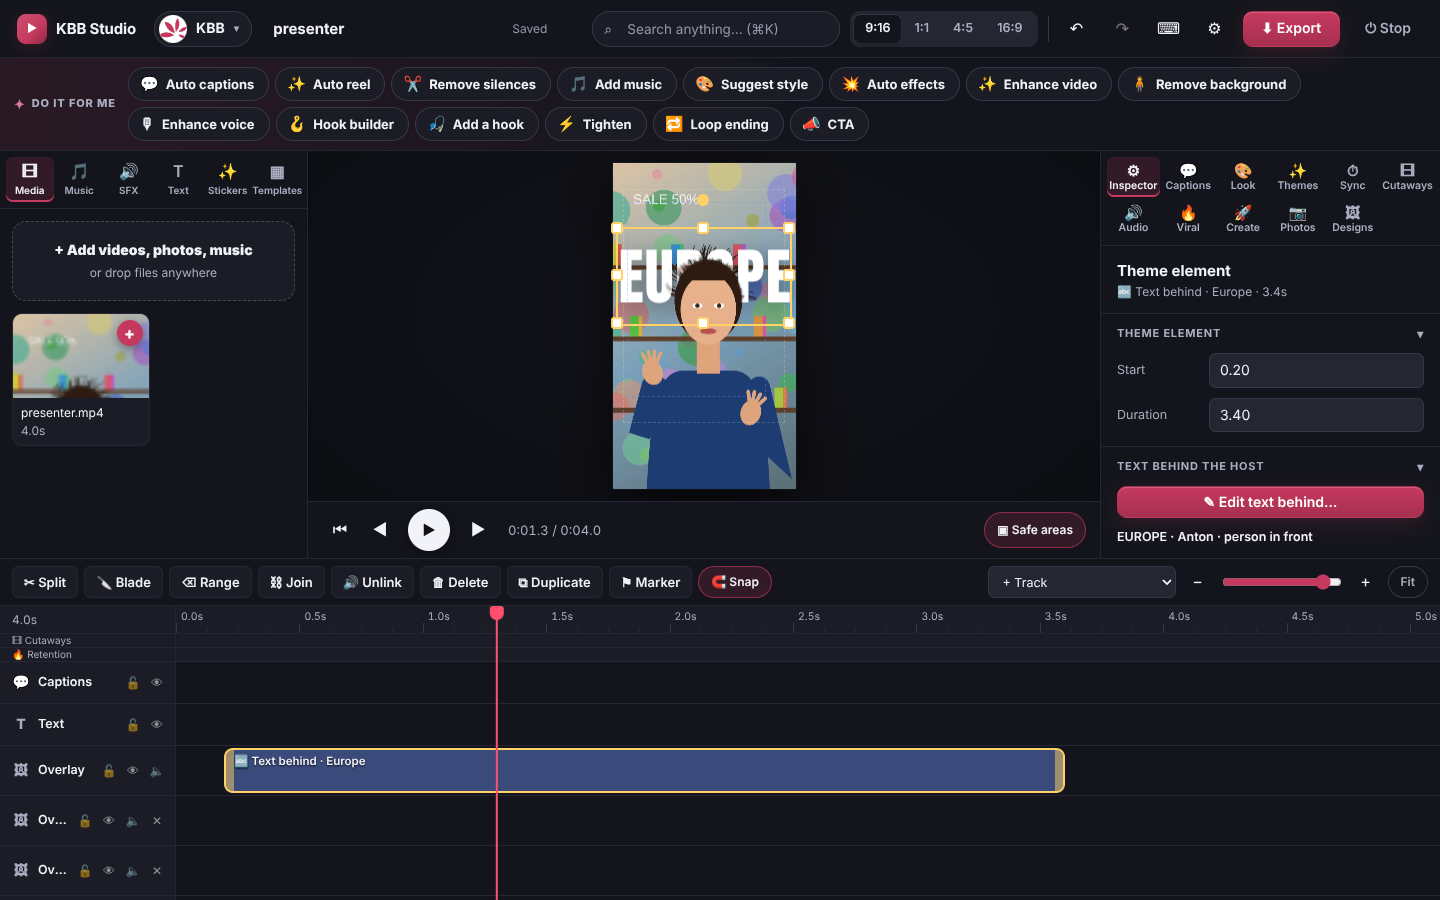 KBB Studio
KBB
presenter
Saved
Search anything... (⌘K)
9:16
1:1
4:5
16:9
Export
Stop
DO IT FOR ME
Auto captions
Auto reel
Remove silences
Add music
Suggest style
Auto effects
Enhance video
Remove background
Enhance voice
Hook builder
Add a hook
Tighten
Loop ending
CTA
Media
Music
SFX
Text
Stickers
Templates
+ Add videos, photos, music
or drop files anywhere
presenter.mp4
4.0s
SALE 50%
EUROPE
0:01.3 / 0:04.0
Safe areas
Inspector
Captions
Look
Themes
Sync
Cutaways
Audio
Viral
Create
Photos
Designs
Theme element
Text behind · Europe · 3.4s
THEME ELEMENT
Start
0.20
Duration
3.40
TEXT BEHIND THE HOST
Edit text behind...
EUROPE · Anton · person in front
Split
Blade
Range
Join
Unlink
Delete
Duplicate
Marker
Snap
+ Track
Fit
4.0s
0.0s
0.5s
1.0s
1.5s
2.0s
2.5s
3.0s
3.5s
4.0s
4.5s
5.0s
Cutaways
Retention
Captions
Text
Overlay
Text behind · Europe
Ov...
Ov...